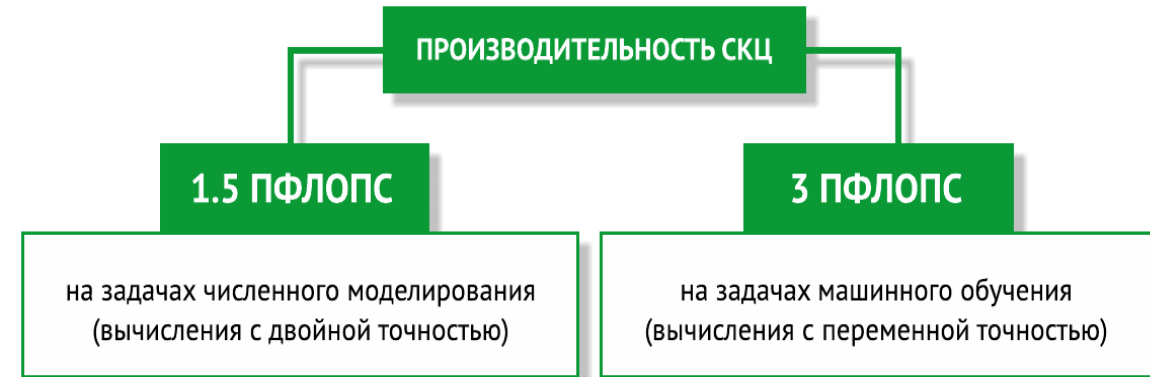 ПРОИЗВОДИТЕЛЬНОСТЬ СКЦ
1.5 ПФЛОПС
на задачах численного моделирования
(вычисления с двойной точностью)
3 ПФЛОПС
на задачах машинного обучения
(вычисления с переменной точностью)